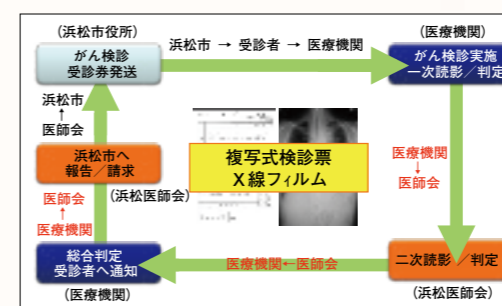 (浜松市役所)
がん検診
受診券発送
浜松市 → 受診者 → 医療機関
(医療機関)
がん検診実施
一次読影/判定
浜松市
↑
医師会
浜松市へ
報告/請求
(浜松医師会)
複写式検診票
X線フィルム
医療機関
↓
医師会
医師会
↑
医療機関
総合判定
受診者へ通知
(医療機関)
医療機関←医師会
二次読影/判定
(浜松医師会)